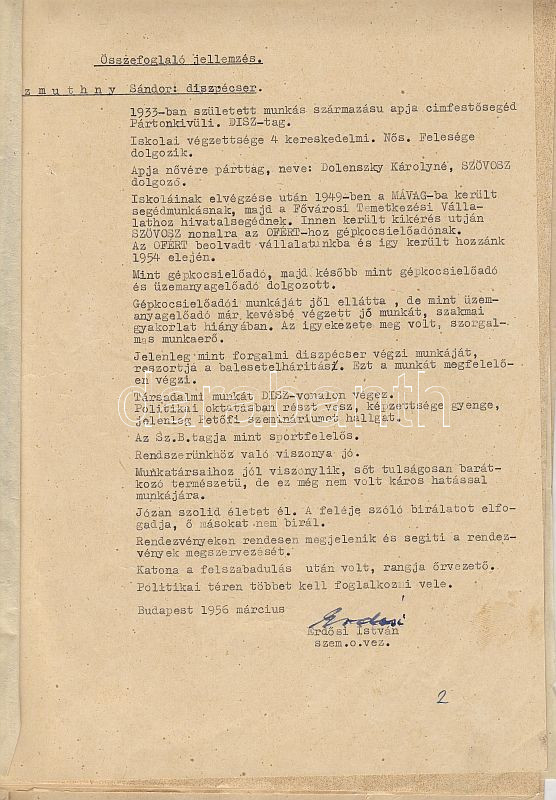 Összefoglaló jellemzés.
zmuthny Sándor: diszpécser.
1933-ban született munkás származásu apja cimfestősegéd
Pártonkivüli. DISZ-tag.
Iskolai végzettsége 4 kereskedelmi. Nős. Felesége
dolgozik.
Apja nővére párttag, neve: Dolenszky Károlyné, SZÖVOSZ
dolgozó.
Iskoláinak elvégzése után 1949-ben a MÁVAG-ba került
segédmunkásnak, majd a Fővárosi Temetkezési Válla-
lathoz hivatalsegédnek. Innen került kikérés utján
SZÖVOSZ nonalra az OFÉRT-hoz gépkocsielőadónak.
Az OFÉRT beolvadt vállalatunkba és igy került hozzánk
1954 elején.
Mint gépkocsielőadó, majd később mint gépkocsielőadó
és üzemanyagelőadó dolgozott.
Gépkocsielőadói munkáját jól ellátta , de mint üzem-
anyagelőadó már kevésbé végzett jó munkát, szakmai
gyakorlat hiányában. Az igyekezete meg volt, szorgal-
mas munkaerő.
Jelenleg mint forgalmi diszpécser végzi munkáját,
reszortja a balesetelháritás. Ezt a munkát megfelelő-
en végzi.
Társadalmi munkát DISZ-vonalon végez.
Politikai oktatásban részt vesz, képzettsége gyenge,
jelenleg Petőfi szemináriumot hallgat.
Az Sz.B.tagja mint sportfelelős.
Rendszerünkhöz való viszonya jó.
Munkatársaihoz jól viszonylik, sőt tulságosan barát-
kozó természetü, de ez még nem volt káros hatással
munkájára.
Józan szolid életet él. A feléje szóló birálatot elfo-
gadja, ő másokat nem birál.
Rendezvényeken rendesen megjelenik és segiti a rendez-
vények megszervezését.
Katona a felszabadulás után volt, rangja őrvezető.
Politikai téren többet kell foglalkozni vele.
Budapest 1956 március
Erdősi
Erdősi István
szem.o.vez.
2
darabanth